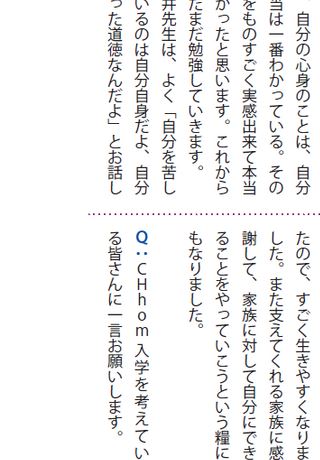 、自分の心身のことは、自分
当は一番わかっている。その
をものすごく実感出来て本当
かったと思います。これから
たまだ勉強していきます。
井先生は、よく「自分を苦し
いるのは自分自身だよ、自分
った道徳なんだよ」とお話し
たので、すごく生きやすくなりま
した。また支えてくれる家族に感
謝して、家族に対して自分にでき
ることをやっていこうという糧に
もなりました。
Q：CHhom入学を考えてい
る皆さんに一言お願いします。